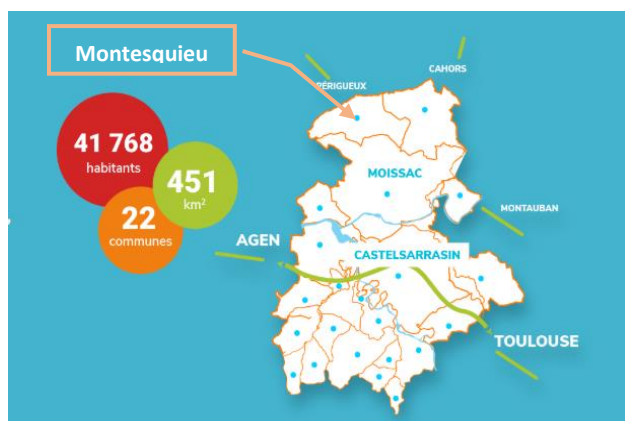 Montesquieu
CAHORS
PÉRIGUEUX
41 768
habitants
451
km²
22
communes
MOISSAC
MONTAUBAN
AGEN
CASTELSARRASIN
TOULOUSE